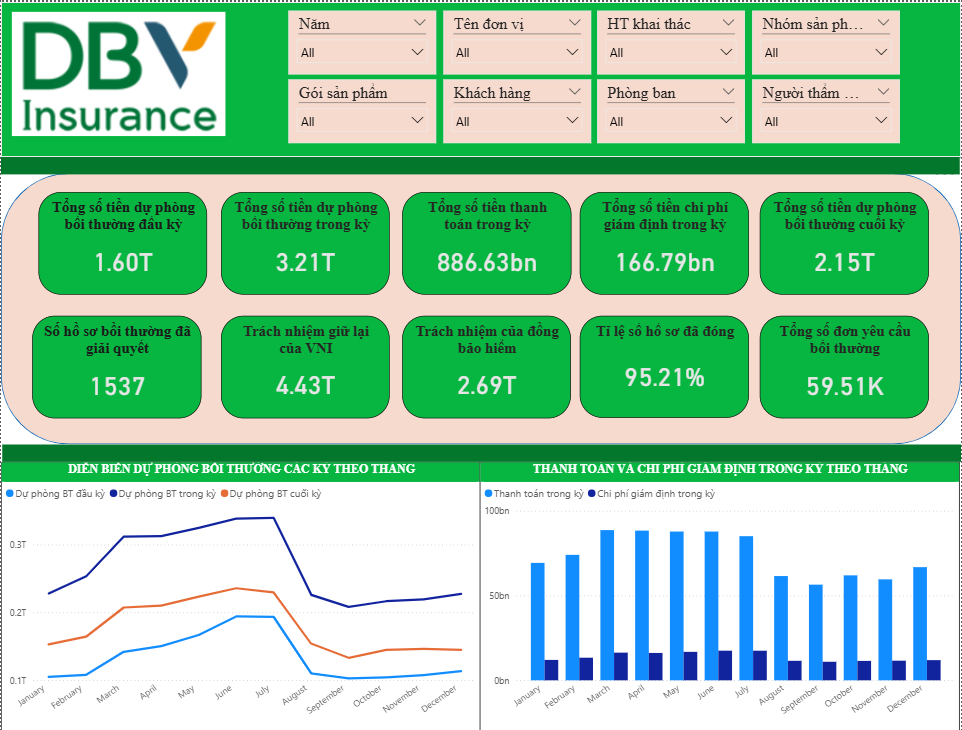 DBV
Insurance
Năm
All
Tên đơn vị
All
HT khai thác
All
Nhóm sản ph...
All
Gói sản phẩm
All
Khách hàng
All
Phòng ban
All
Người thẩm ...
All
Tổng số tiền dự phòng
bồi thường đầu kỳ
1.60T
Tổng số tiền dự phòng
bồi thường trong kỳ
3.21T
Tổng số tiền thanh
toán trong kỳ
886.63bn
Tổng số tiền chi phí
giám định trong kỳ
166.79bn
Tổng số tiền dự phòng
bồi thường cuối kỳ
2.15T
Số hồ sơ bồi thường đã
giải quyết
1537
Trách nhiệm giữ lại
của VNI
4.43T
Trách nhiệm của đồng
bảo hiểm
2.69T
Tỉ lệ số hồ sơ đã đóng
95.21%
Tổng số đơn yêu cầu
bồi thường
59.51K
DIỄN BIẾN DỰ PHÒNG BỒI THƯỜNG CÁC KỲ THEO THÁNG
Dự phòng BT đầu kỳ Dự phòng BT trong kỳ Dự phòng BT cuối kỳ
0.3T
0.2T
0.1T
January February March April May June July August September October November December
THANH TOÁN VÀ CHI PHÍ GIÁM ĐỊNH TRONG KỲ THEO THÁNG
Thanh toán trong kỳ Chi phí giám định trong kỳ
100bn
50bn
0bn
January February March April May June July August September October November December